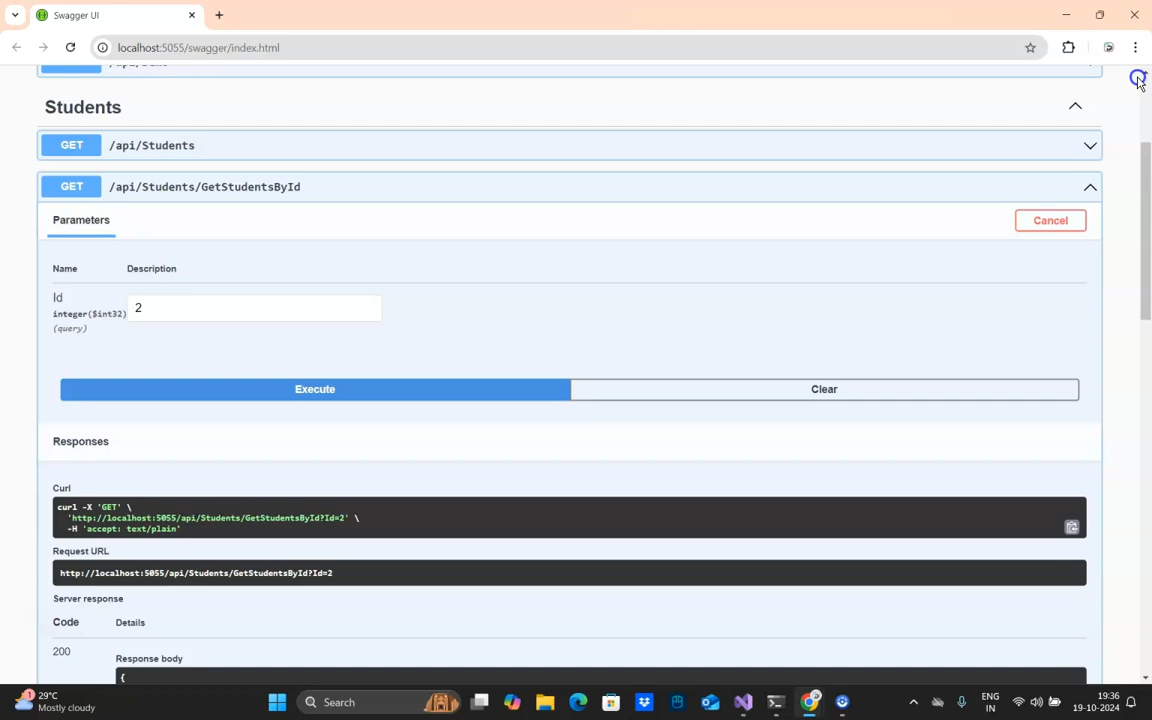 Swagger UI
localhost:5055/swagger/index.html
Students
GET /api/Students
GET /api/Students/GetStudentsById
Parameters
Cancel
Name Description
Id
integer($int32)
(query)
2
Execute Clear
Responses
Curl
curl -X 'GET' \
'http://localhost:5055/api/Students/GetStudentsById?Id=2' \
-H 'accept: text/plain'
Request URL
http://localhost:5055/api/Students/GetStudentsById?Id=2
Server response
Code Details
200
Response body
{
1
29°C
Mostly cloudy
Search
ENG
IN
19:36
19-10-2024